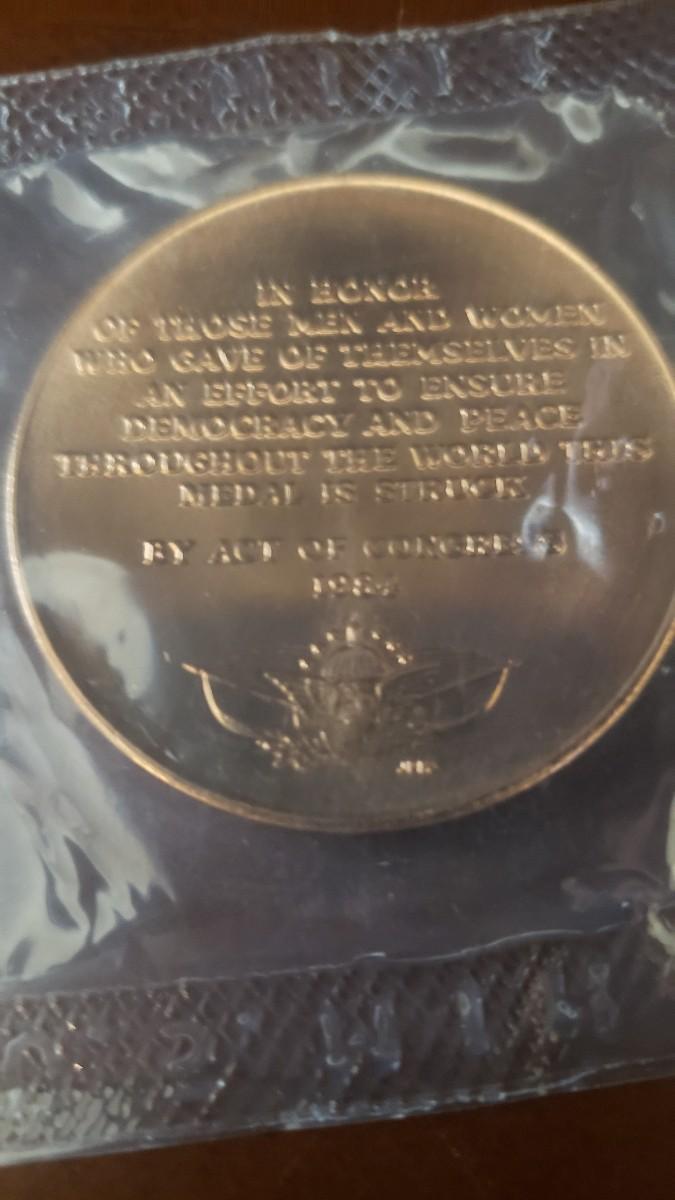 IN HONOR
OF THOSE MEN AND WOMEN
WHO GAVE OF THEMSELVES IN
AN EFFORT TO ENSURE
DEMOCRACY AND PEACE
THROUGHOUT THE WORLD THIS
MEDAL IS STRUCK
BY ACT OF CONGRESS
1984